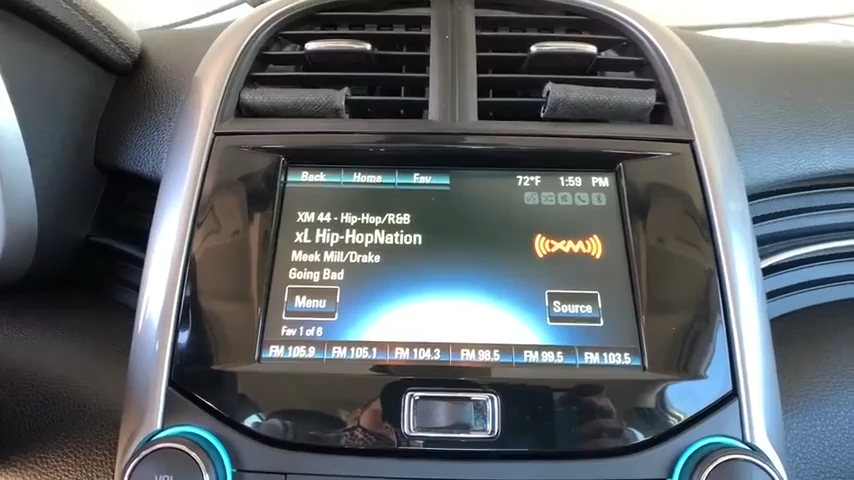 Back Home Fav 72°F 1:59 PM
XM 44 - Hip-Hop/R&B
xL Hip-HopNation
((XM))
Meek Mill/Drake
Going Bad
Menu Source
Fav 1 of 6
FM 105.9 FM 105.1 FM 104.3 FM 98.5 FM 99.5 FM 103.5
VOL